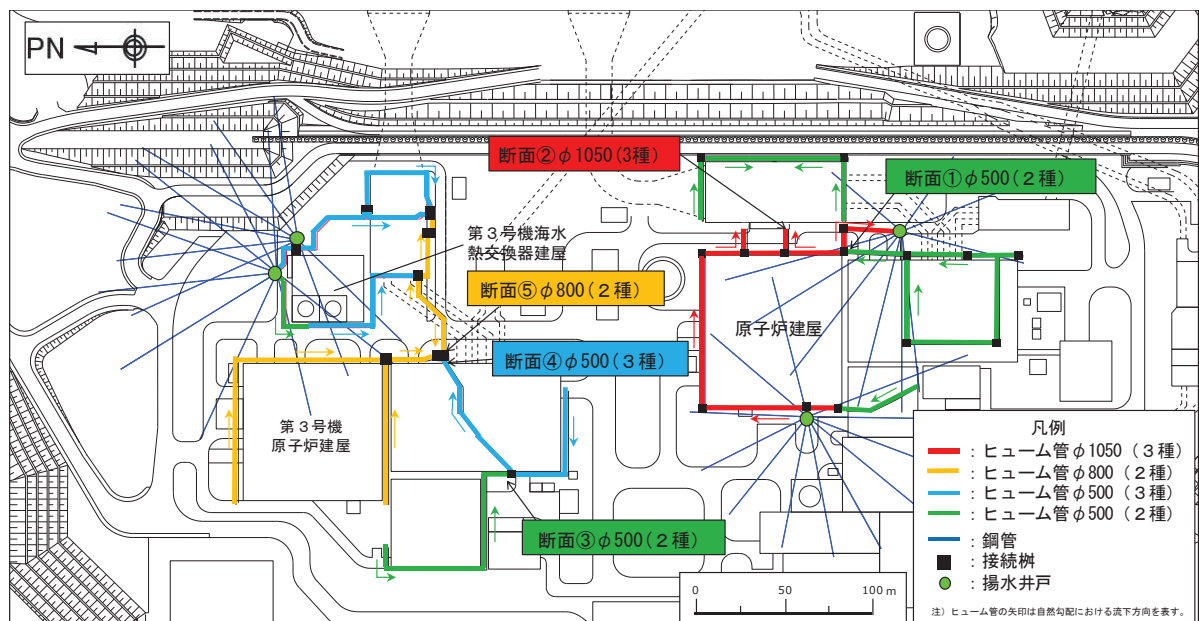 PN
断面②φ1050(3種)
断面①φ500(2種)
第3号機海水
熱交換器建屋
断面⑤φ800(2種)
原子炉建屋
断面④φ500(3種)
第3号機
原子炉建屋
断面③φ500(2種)
凡例
：ヒューム管φ1050(3種)
：ヒューム管φ800(2種)
：ヒューム管φ500(3種)
：ヒューム管φ500(2種)
：鋼管
：接続桝
：揚水井戸
0 50 100m
注) ヒューム管の矢印は自然勾配における流下方向を表す。